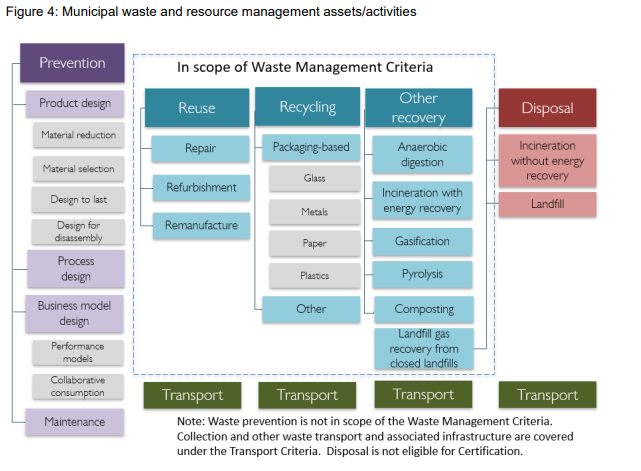 Figure 4: Municipal waste and resource management assets/activities
Prevention
Product design
Material reduction
Material selection
Design to last
Design for
disassembly
Process
design
Business model
design
Performance
models
Collaborative
consumption
Maintenance
In scope of Waste Management Criteria
Reuse
Repair
Refurbishment
Remanufacture
Recycling
Packaging-based
Glass
Metals
Paper
Plastics
Other
Other
recovery
Anaerobic
digestion
Incineration with
energy recovery
Gasification
Pyrolysis
Composting
Landfill gas
recovery from
closed landfills
Disposal
Incineration
without energy
recovery
Landfill
Transport
Transport
Transport
Transport
Note: Waste prevention is not in scope of the Waste Management Criteria.
Collection and other waste transport and associated infrastructure are covered
under the Transport Criteria. Disposal is not eligible for Certification.